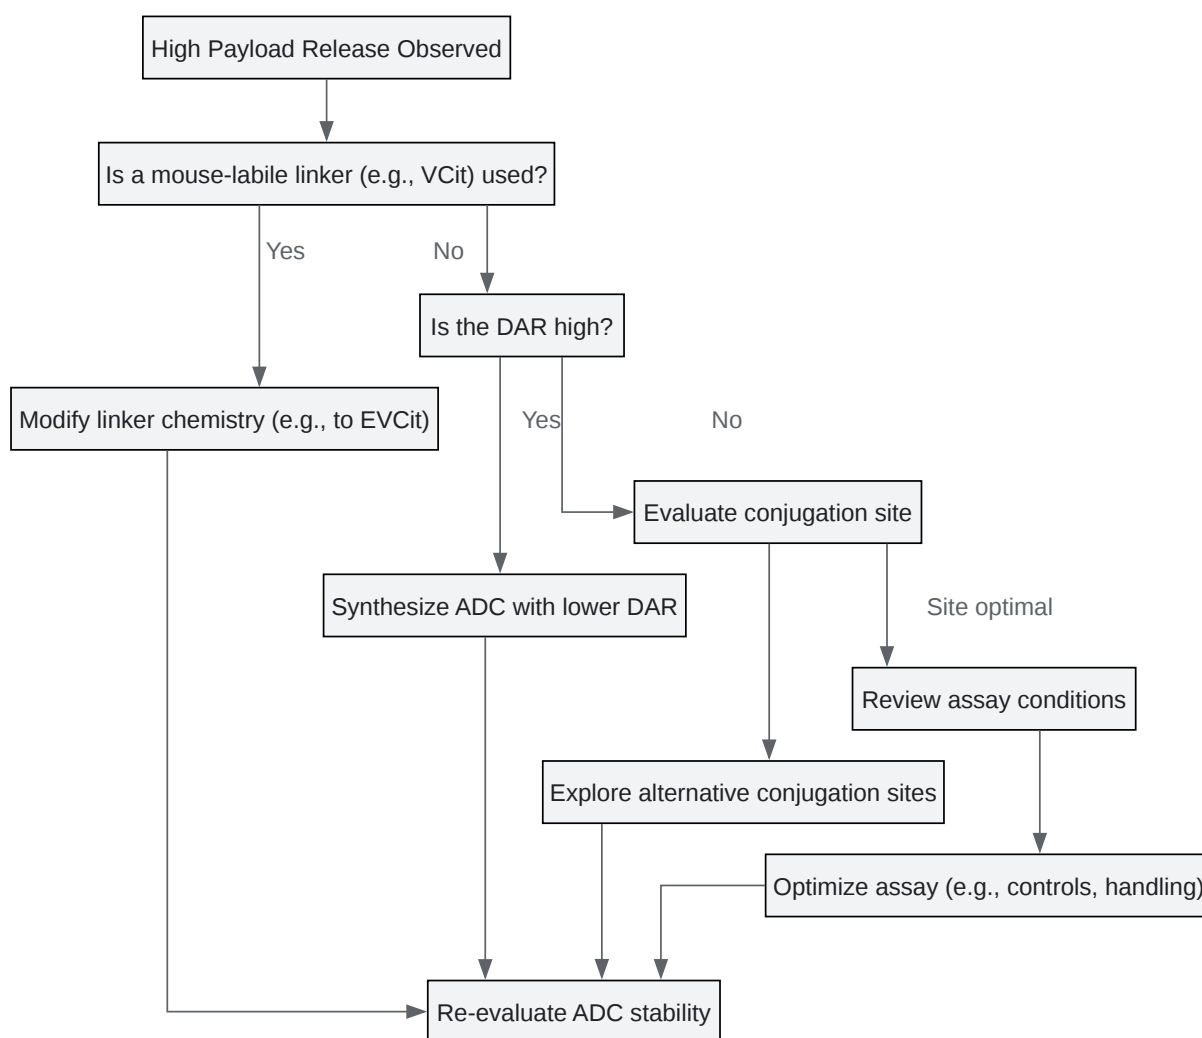 High Payload Release Observed
Is a mouse-labile linker (e.g., VCit) used?
Yes
No
Is the DAR high?
Modify linker chemistry (e.g., to EVCit)
Yes
No
Evaluate conjugation site
Synthesize ADC with lower DAR
Site optimal
Review assay conditions
Explore alternative conjugation sites
Optimize assay (e.g., controls, handling)
Re-evaluate ADC stability